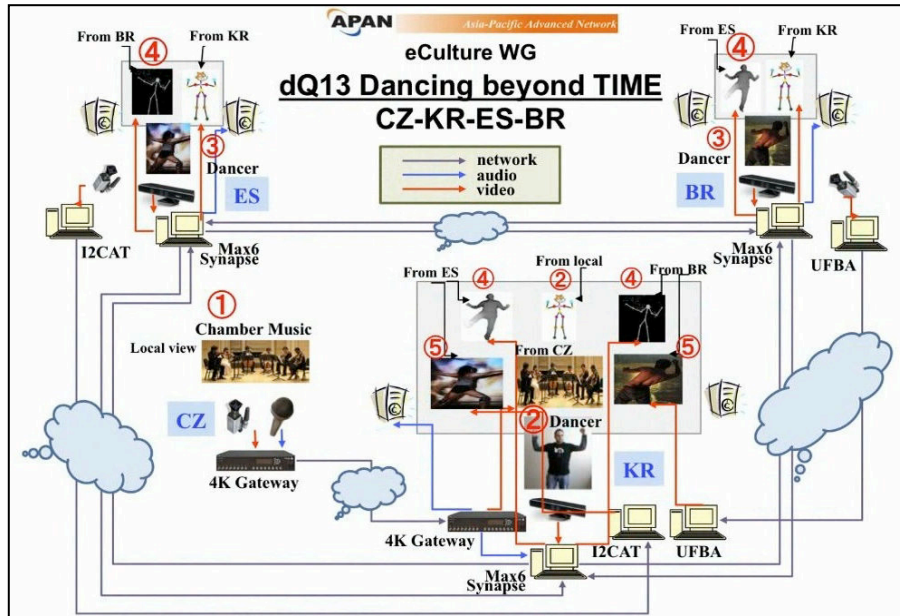 APAN
Asia-Pacific Advanced Network
eCulture WG
dQ13 Dancing beyond TIME
CZ-KR-ES-BR
network
audio
video
From BR
④
From KR
③
Dancer
ES
I2CAT
Max6
Synapse
From ES
④
From KR
③
Dancer
BR
Max6
Synapse
UFBA
①
Chamber Music
Local view
CZ
4K Gateway
From ES
④
From local
②
④
From BR
⑤
From CZ
⑤
②
Dancer
KR
4K Gateway
I2CAT
UFBA
Max6
Synapse